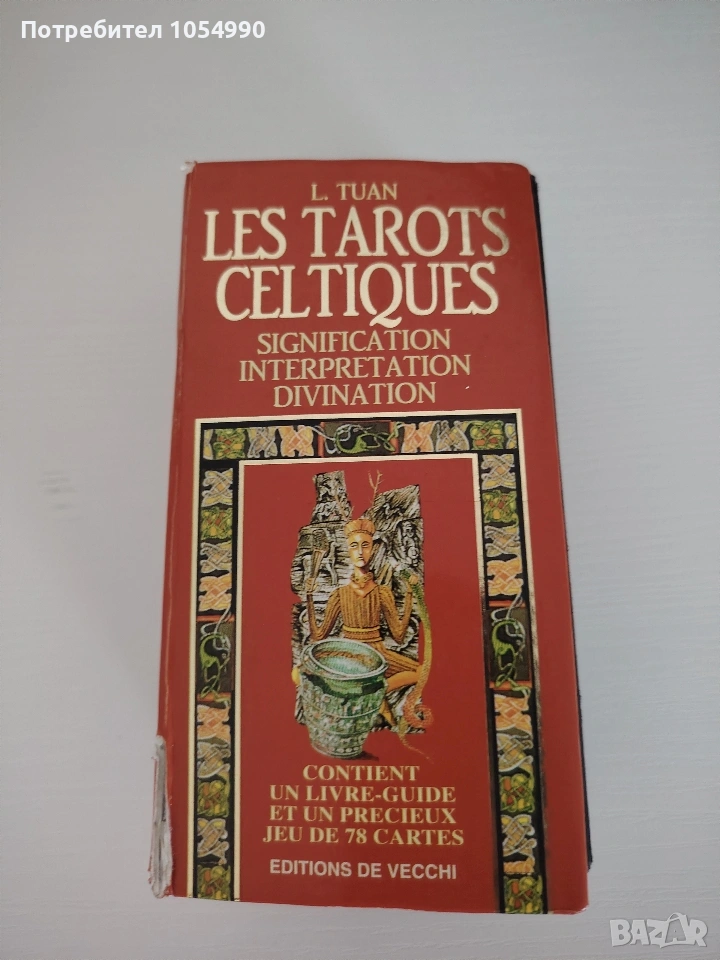 Потребител 1054990
L. TUAN
LES TAROTS
CELTIQUES
SIGNIFICATION
INTERPRETATION
DIVINATION
CONTIENT
UN LIVRE-GUIDE
ET UN PRECIEUX
JEU DE 78 CARTES
EDITIONS DE VECCHI
BAZAR